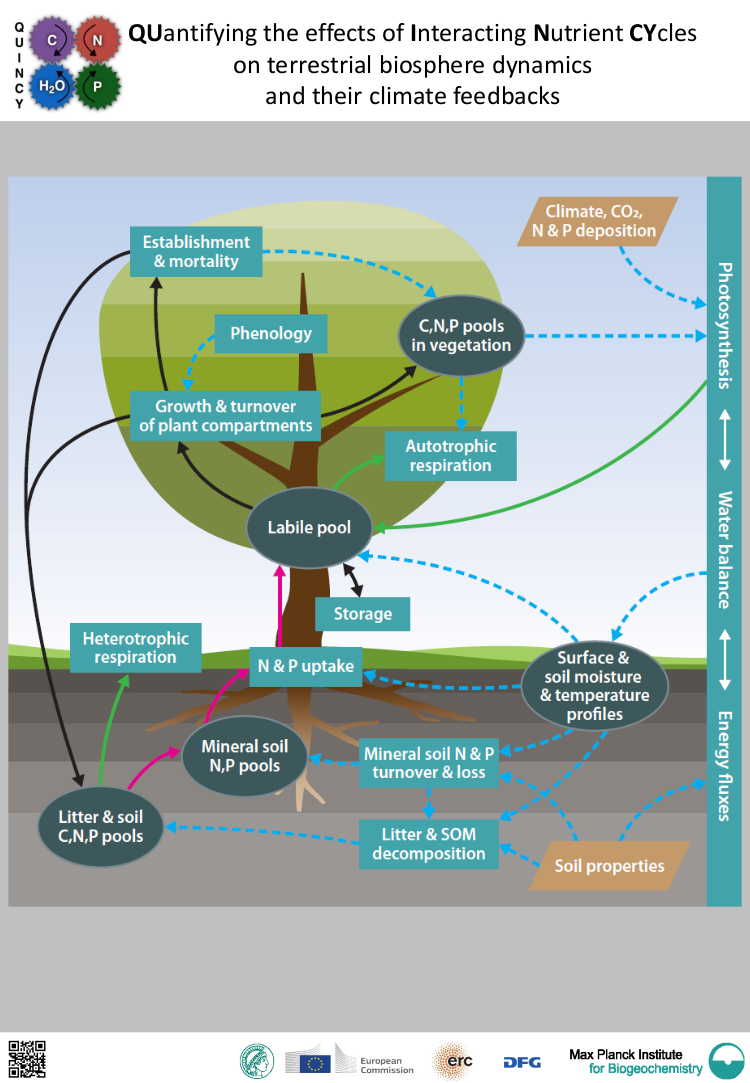 QUINCY
C
N
H₂O
P
QUantifying the effects of Interacting Nutrient CYcles
on terrestrial biosphere dynamics
and their climate feedbacks
Climate, CO₂,
N & P deposition
Establishment
& mortality
C,N,P pools
in vegetation
Phenology
Growth & turnover
of plant compartments
Autotrophic
respiration
Labile pool
Storage
Heterotrophic
respiration
N & P uptake
Surface &
soil moisture
& temperature
profiles
Mineral soil
N,P pools
Mineral soil N & P
turnover & loss
Litter & soil
C,N,P pools
Litter & SOM
decomposition
Soil properties
Photosynthesis
Water balance
Energy fluxes
European
Commission
erc
DFG
Max Planck Institute
for Biogeochemistry